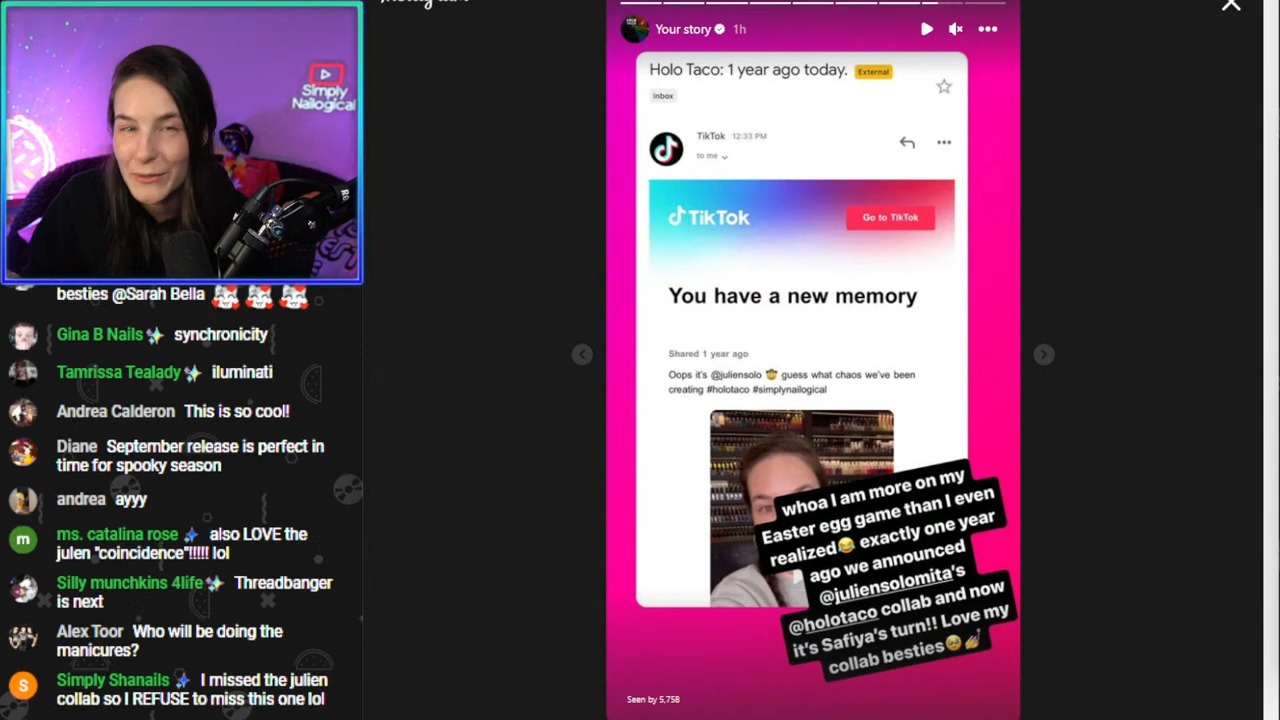 Simply
Nailogical
besties @Sarah Bella
Gina B Nails synchronicity
Tamrissa Tealady iluminati
Andrea Calderon This is so cool!
Diane September release is perfect in
time for spooky season
andrea ayyy
m
ms. catalina rose also LOVE the
julen "coincidence"!!!!! lol
Silly munchkins 4life Threadbanger
is next
Alex Toor Who will be doing the
manicures?
S
Simply Shanails I missed the julien
collab so I REFUSE to miss this one lol
Your story 1h
Holo Taco: 1 year ago today. External
Inbox
TikTok 12:33 PM
to me
TikTok
Go to TikTok
You have a new memory
Shared 1 year ago
Oops it's @juliensolo 🤠 guess what chaos we've been
creating #holotaco #simplynailogical
whoa I am more on my
Easter egg game than I even
realized😂 exactly one year
ago we announced
@juliensolomita's
@holotaco collab and now
it's Safiya's turn!! Love my
collab besties🥹💅
Seen by 5,758